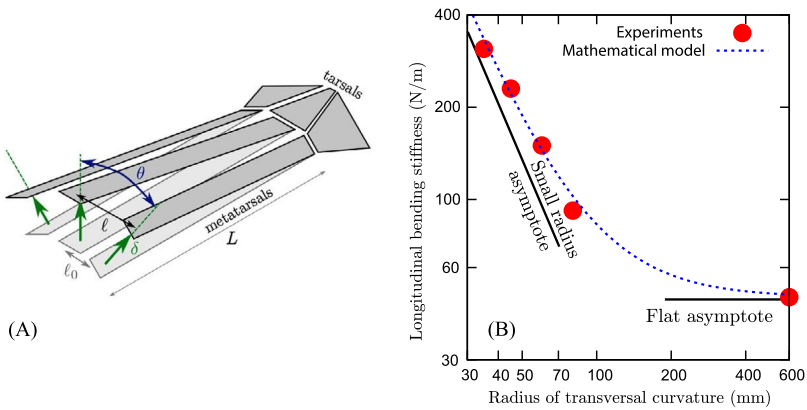 tarsals
θ
ℓ
δ
ℓ0
metatarsals
L
(A)
Longitudinal bending stiffness (N/m)
400
200
100
60
30
Experiments
Mathematical model
Small radius
asymptote
Flat asymptote
(B)
30 40 50 70 100 200 400 600
Radius of transversal curvature (mm)